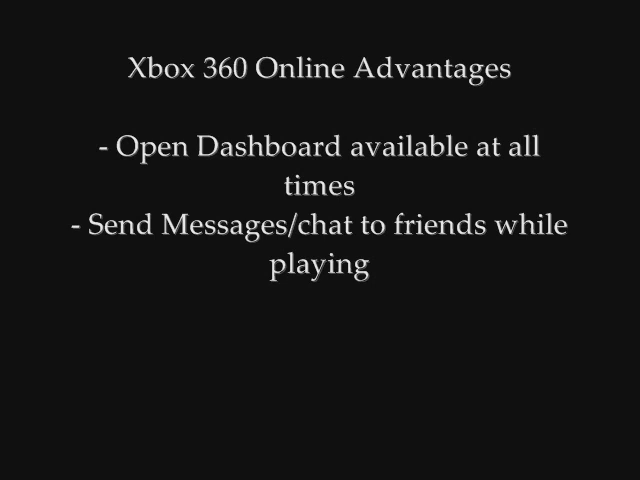 Xbox 360 Online Advantages
- Open Dashboard available at all
times
- Send Messages/chat to friends while
playing